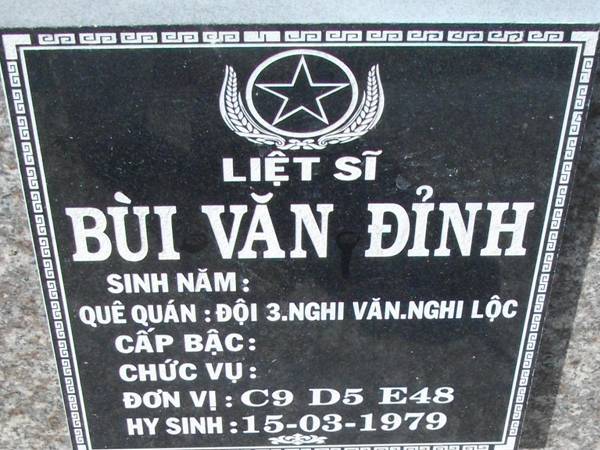 LIỆT SĨ
BÙI VĂN ĐỈNH
SINH NĂM :
QUÊ QUÁN : ĐỘI 3.NGHI VĂN.NGHI LỘC
CẤP BẬC :
CHỨC VỤ :
ĐƠN VỊ : C9 D5 E48
HY SINH : 15-03-1979